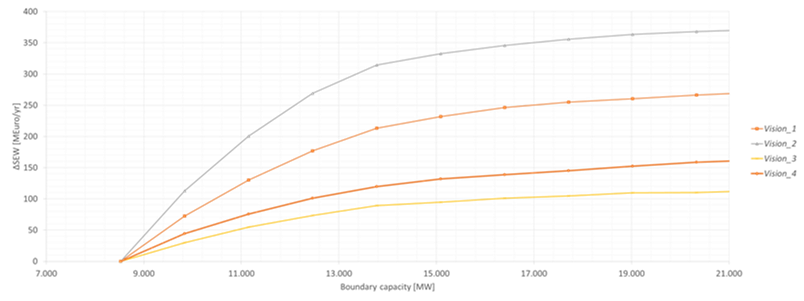 400
350
300
250
200
150
100
50
0
ΔSEW [MEuro/yr]
7.000 9.000 11.000 13.000 15.000 17.000 19.000 21.000
Boundary capacity [MW]
Vision_1
Vision_2
Vision_3
Vision_4